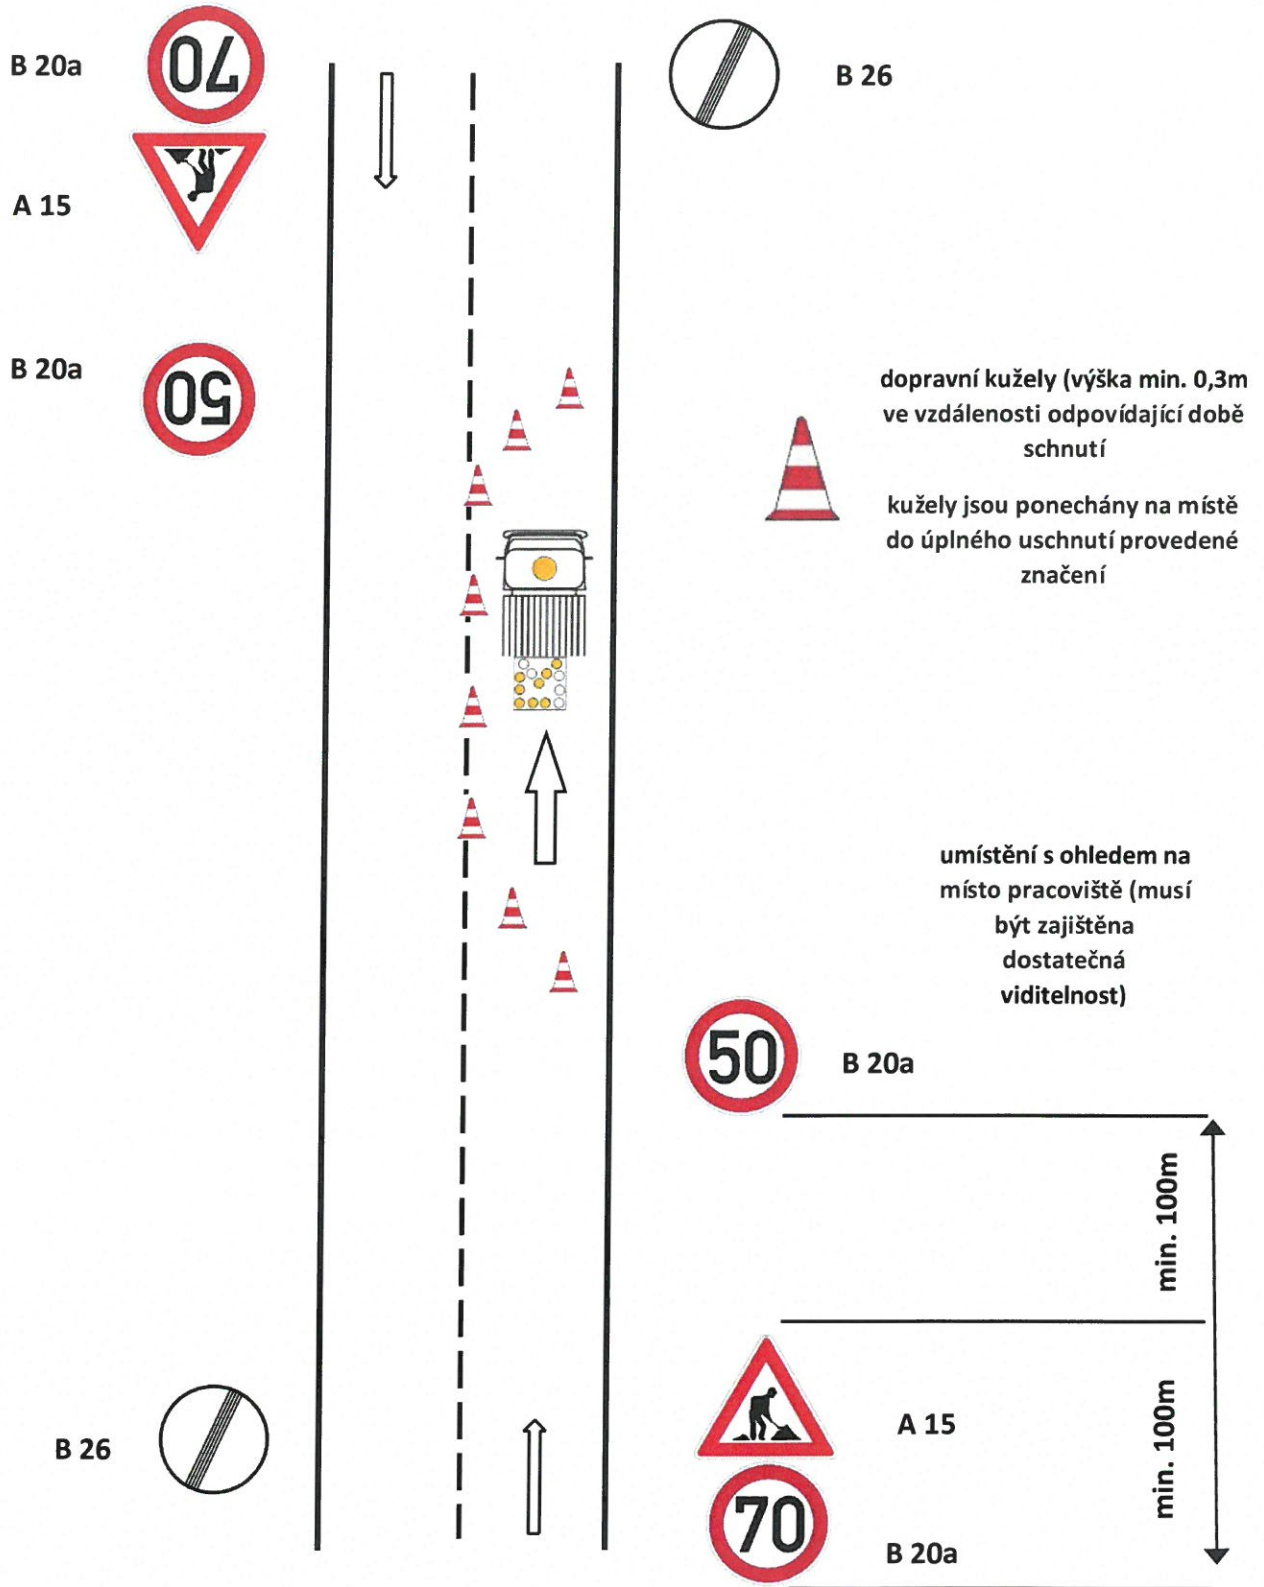 B 20a
70
B 26
A 15
B 20a
50
dopravní kužely (výška min. 0,3m
ve vzdálenosti odpovídající době
schnutí
kužely jsou ponechány na místě
do úplného uschnutí provedené
značení
umístění s ohledem na
místo pracoviště (musí
být zajištěna
dostatečná
viditelnost)
50
B 20a
min. 100m
A 15
min. 100m
B 26
70
B 20a